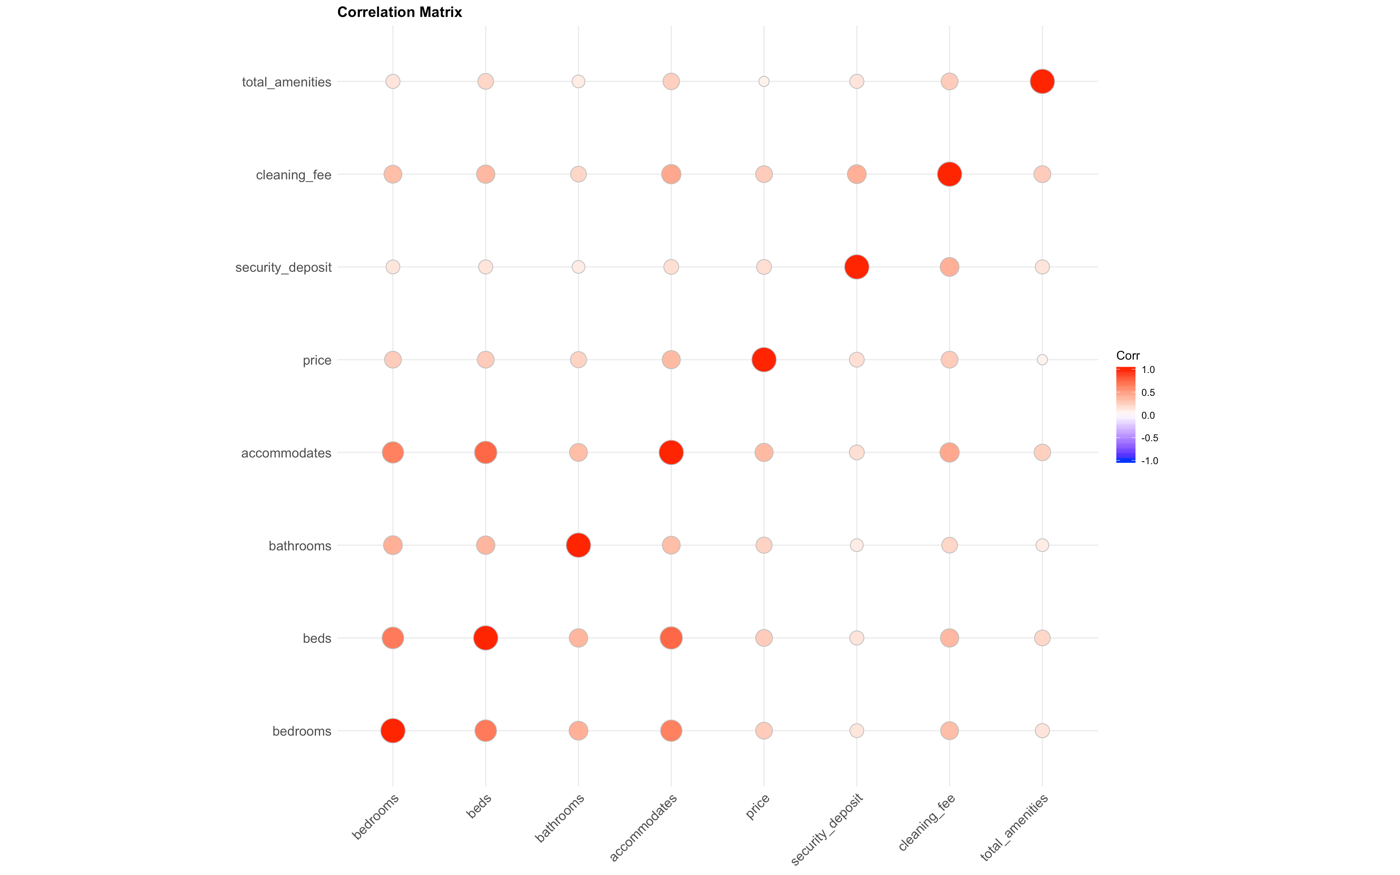 Correlation Matrix
total_amenities
cleaning_fee
security_deposit
price
accommodates
bathrooms
beds
bedrooms
bedrooms
beds
bathrooms
accommodates
price
security_deposit
cleaning_fee
total_amenities
Corr
1.0
0.5
0.0
-0.5
-1.0